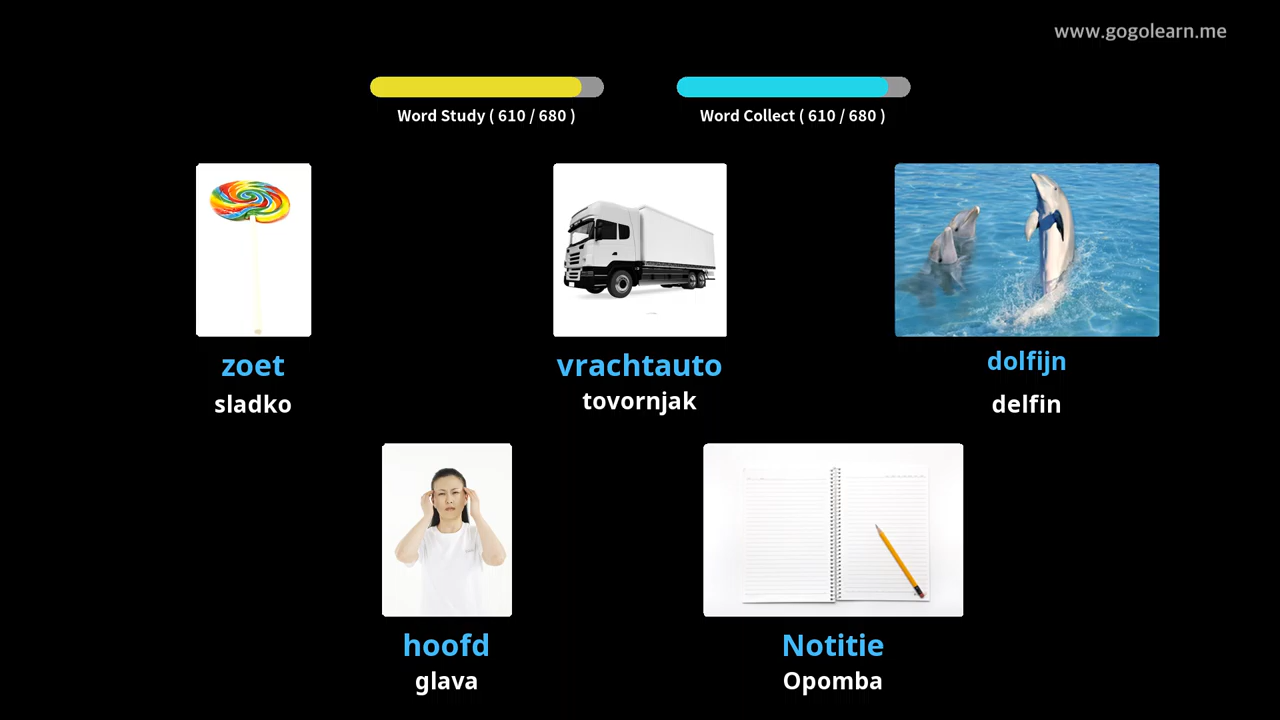 www.gogolearn.me
Word Study ( 610 / 680 )
Word Collect ( 610 / 680 )
zoet
sladko
vrachtauto
tovornjak
dolfijn
delfin
hoofd
glava
Notitie
Opomba